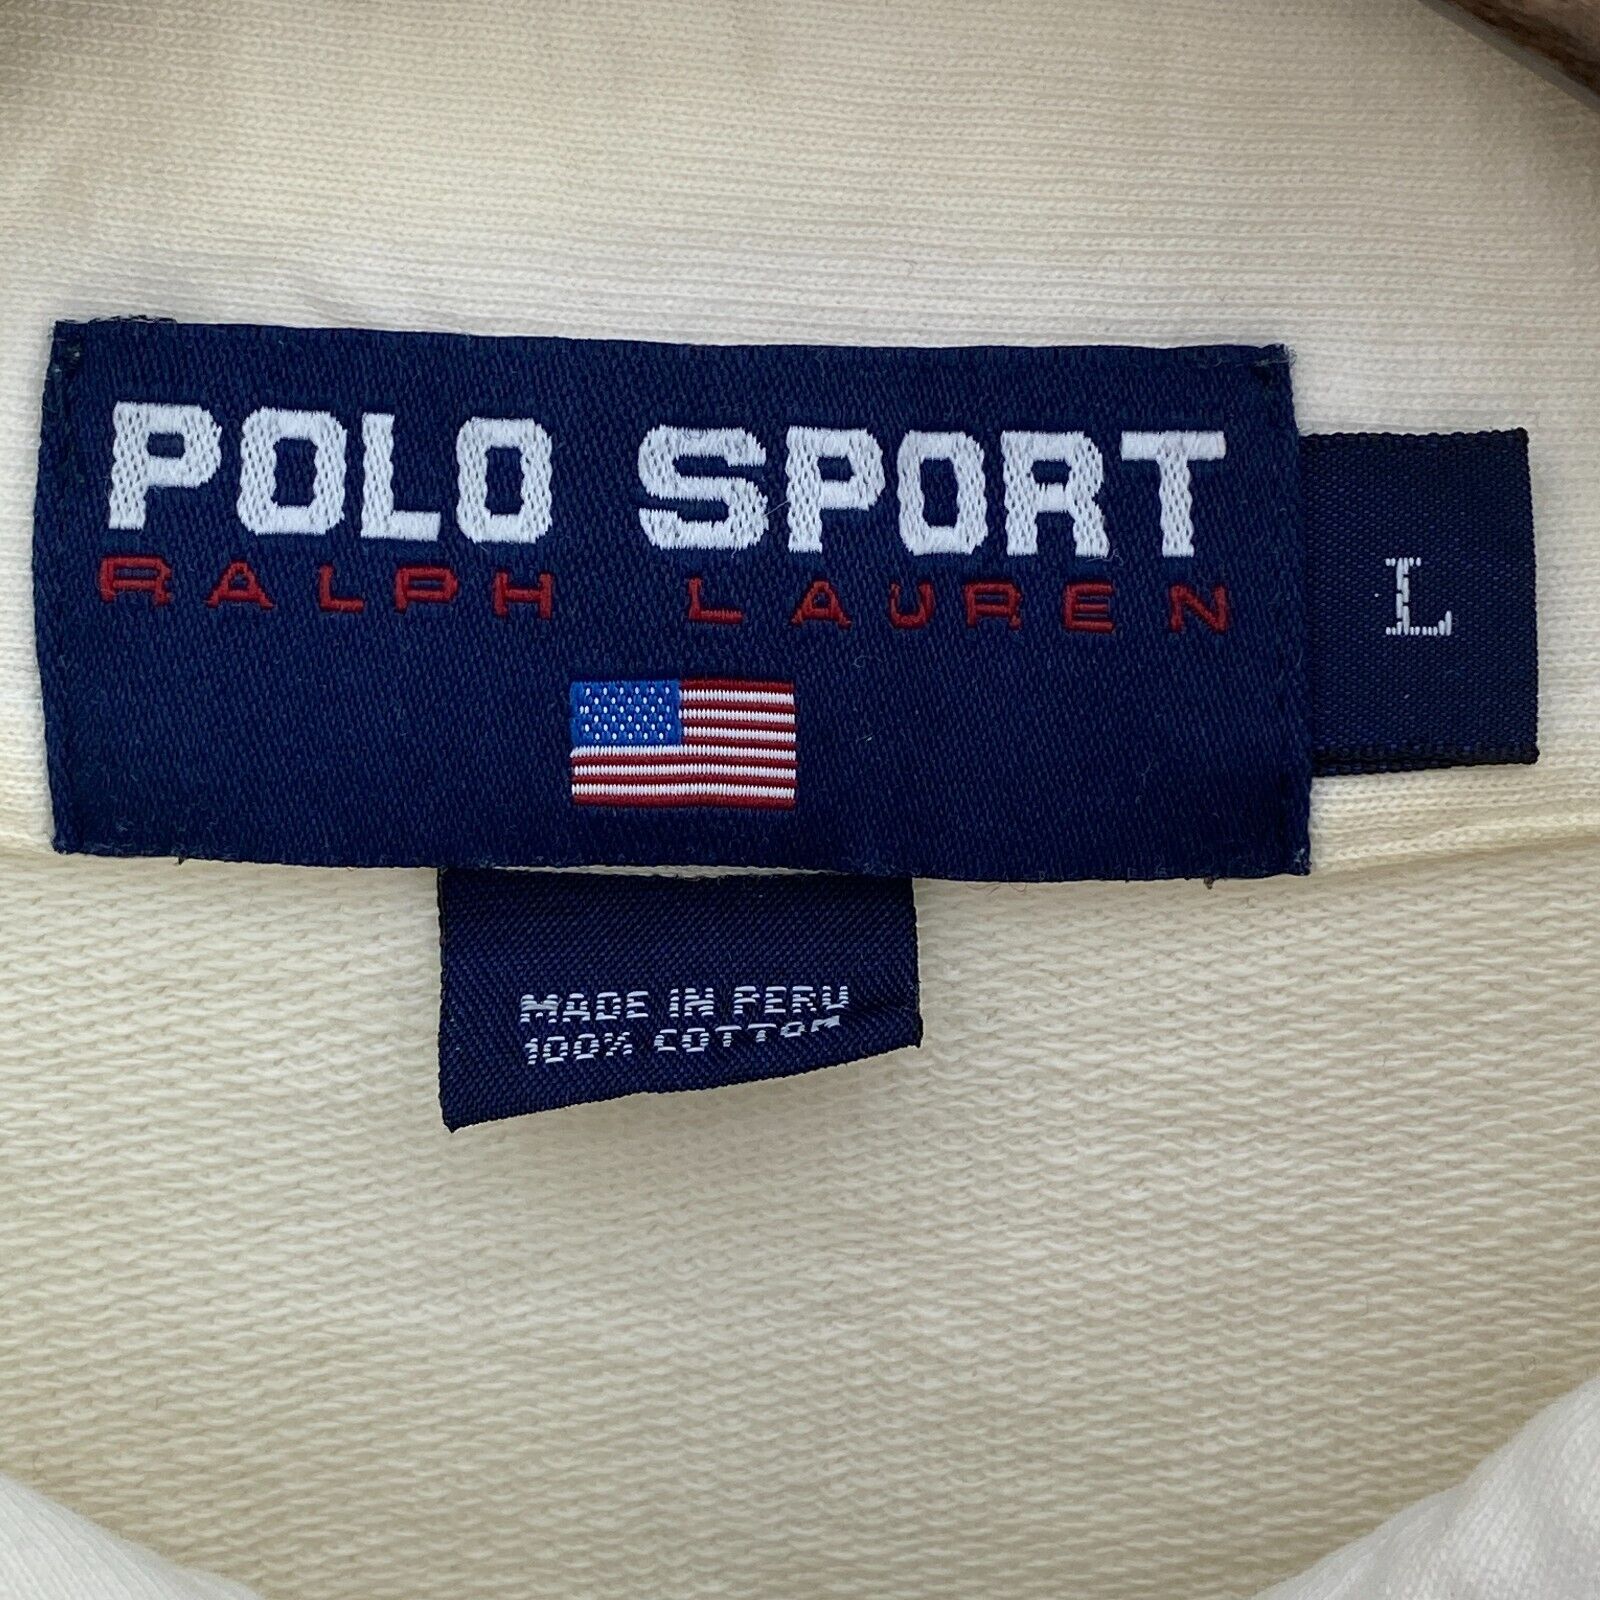 POLO SPORT
RALPH LAUREN
L
MADE IN PERU
100% COTTON